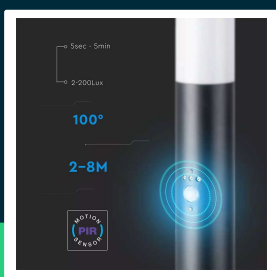 5sec - 5min
2-200Lux
100°
2-8M
MOTION
PIR
SENSOR